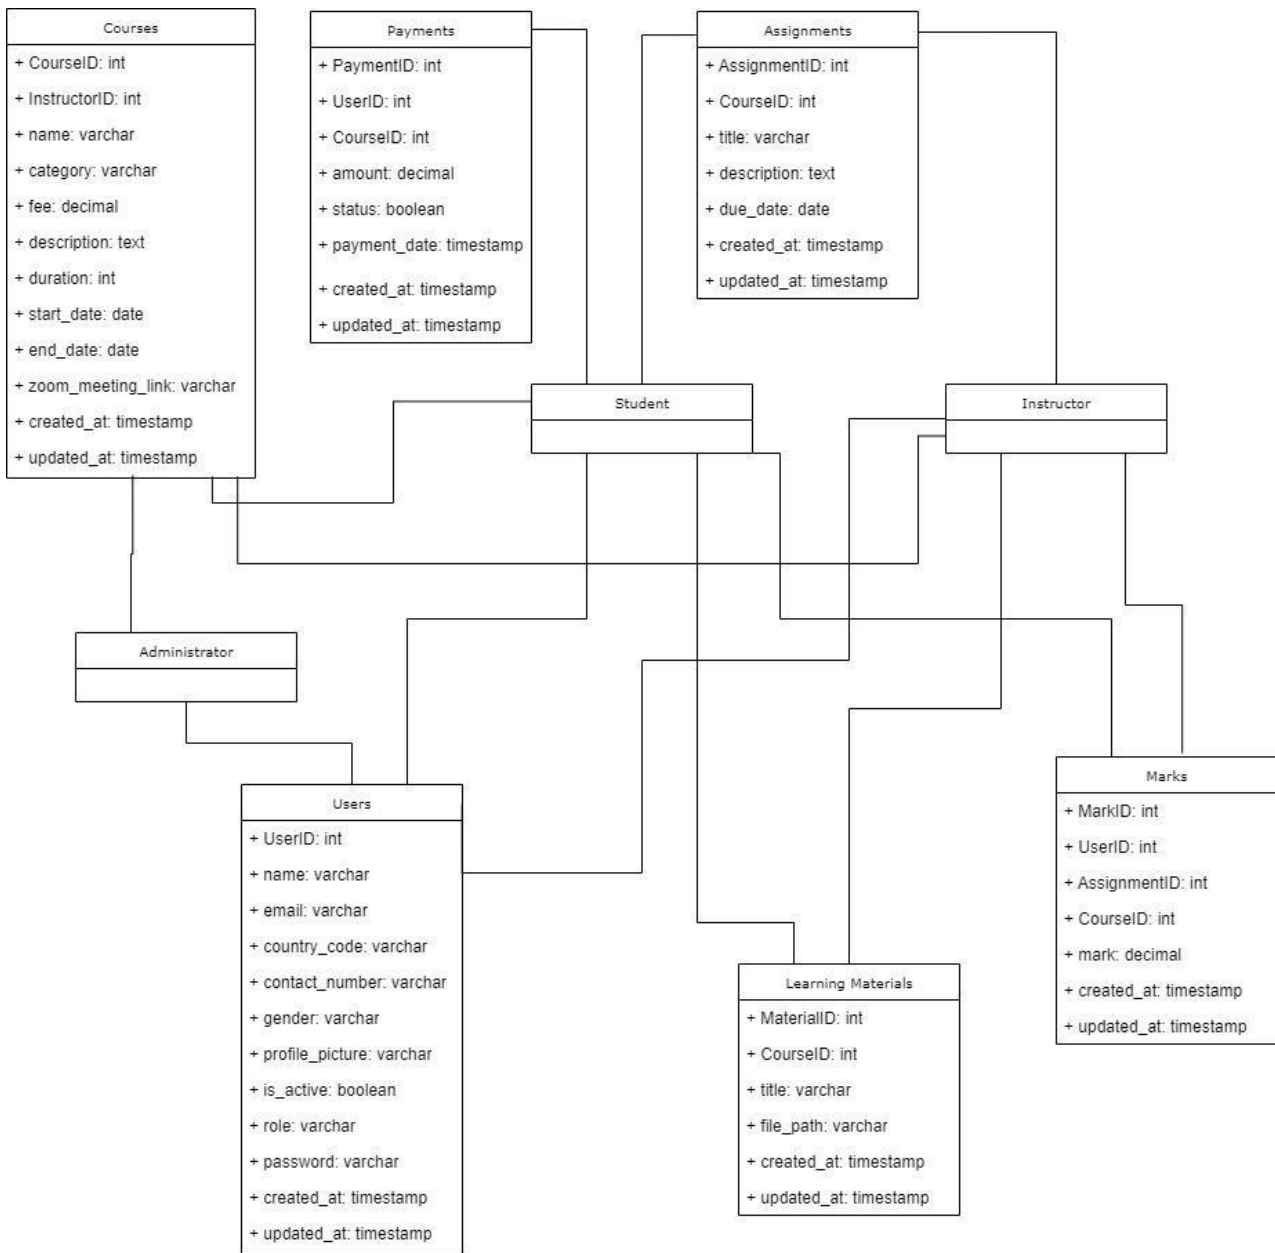 Courses
+ CourseID: int
+ InstructorID: int
+ name: varchar
+ category: varchar
+ fee: decimal
+ description: text
+ duration: int
+ start_date: date
+ end_date: date
+ zoom_meeting_link: varchar
+ created_at: timestamp
+ updated_at: timestamp
Payments
+ PaymentID: int
+ UserID: int
+ CourseID: int
+ amount: decimal
+ status: boolean
+ payment_date: timestamp
+ created_at: timestamp
+ updated_at: timestamp
Assignments
+ AssignmentID: int
+ CourseID: int
+ title: varchar
+ description: text
+ due_date: date
+ created_at: timestamp
+ updated_at: timestamp
Student
Instructor
Administrator
Users
+ UserID: int
+ name: varchar
+ email: varchar
+ country_code: varchar
+ contact_number: varchar
+ gender: varchar
+ profile_picture: varchar
+ is_active: boolean
+ role: varchar
+ password: varchar
+ created_at: timestamp
+ updated_at: timestamp
Learning Materials
+ MaterialID: int
+ CourseID: int
+ title: varchar
+ file_path: varchar
+ created_at: timestamp
+ updated_at: timestamp
Marks
+ MarkID: int
+ UserID: int
+ AssignmentID: int
+ CourseID: int
+ mark: decimal
+ created_at: timestamp
+ updated_at: timestamp